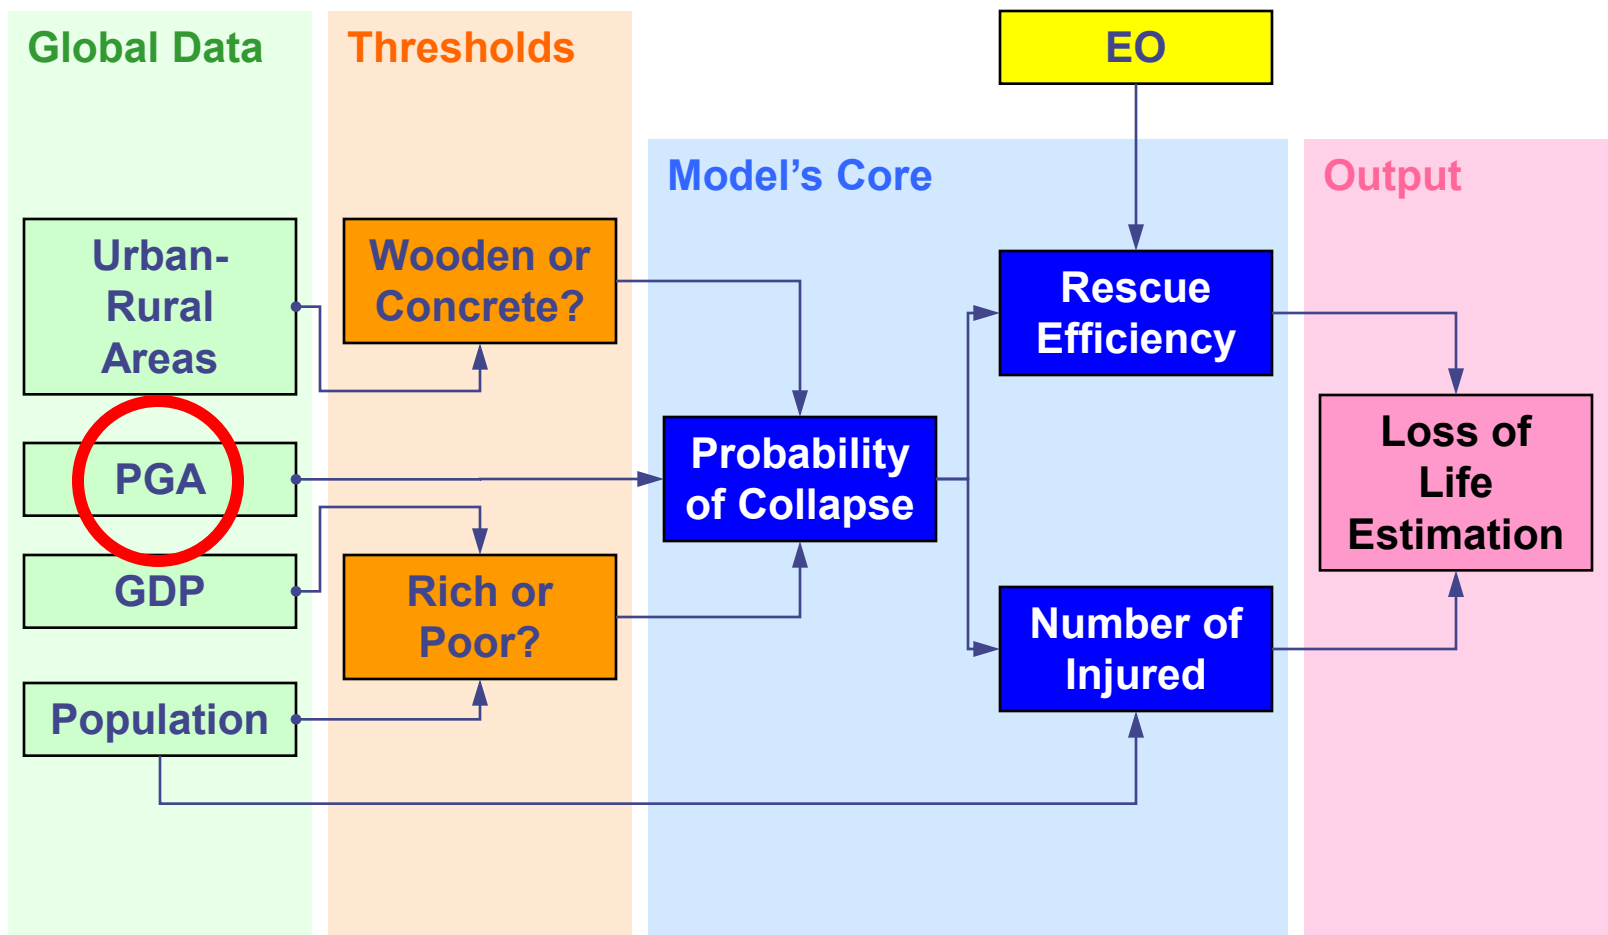 Global Data
Thresholds
EO
Model's Core
Output
Urban-
Rural
Areas
Wooden or
Concrete?
Rescue
Efficiency
PGA
Probability
of Collapse
Loss of
Life
Estimation
GDP
Rich or
Poor?
Number of
Injured
Population